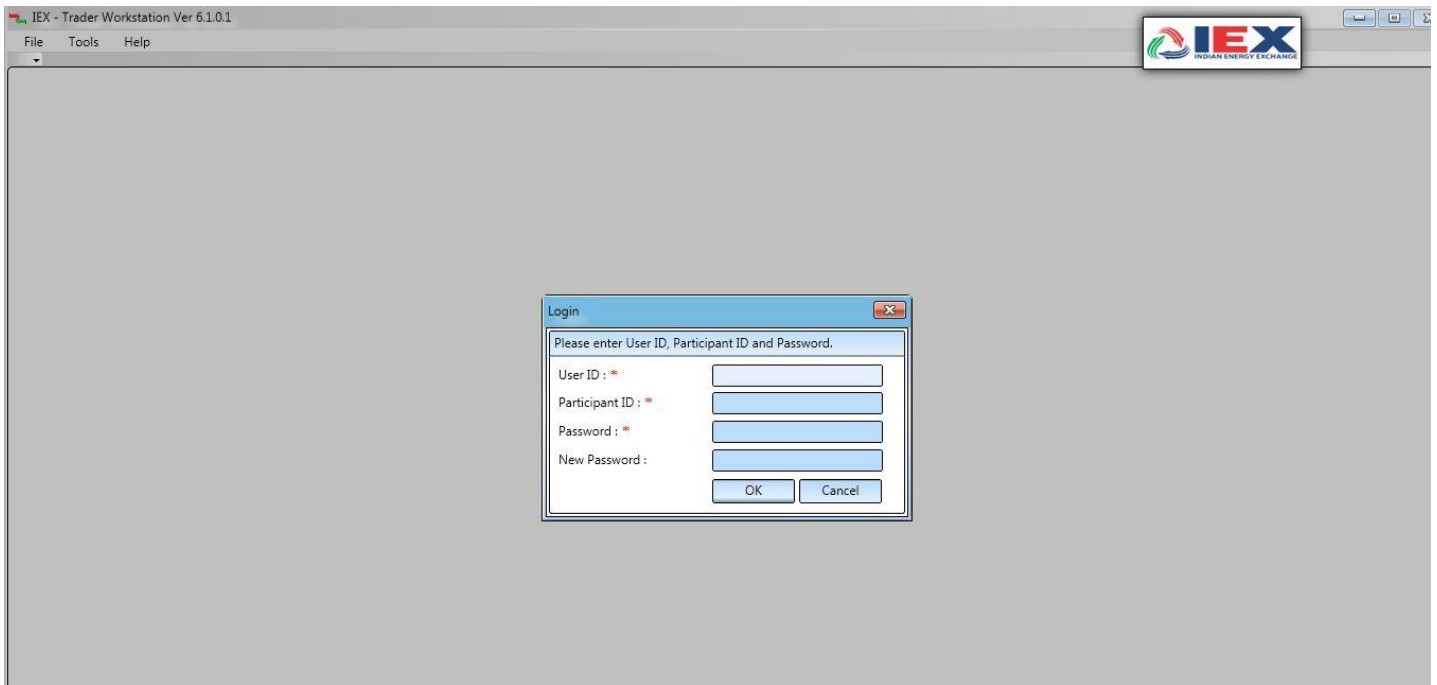 IEX - Trader Workstation Ver 6.1.0.1
File Tools Help
IEX
INDIAN ENERGY EXCHANGE
Login
Please enter User ID, Participant ID and Password.
User ID : *
Participant ID : *
Password : *
New Password :
OK Cancel